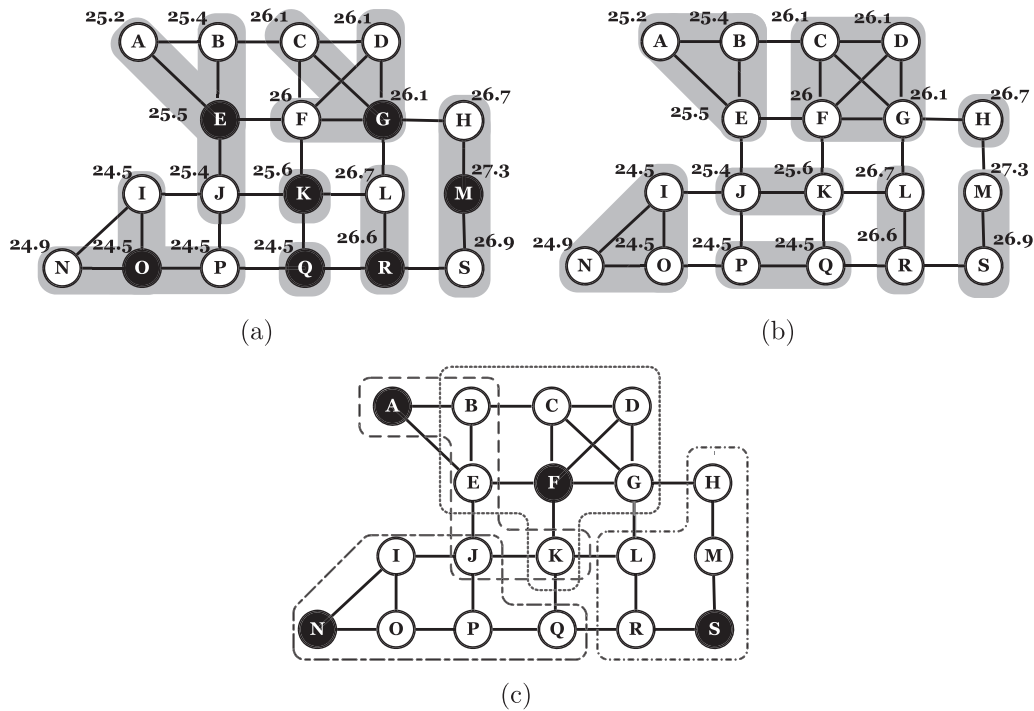 25.2 25.4 26.1 26.1
A B C D
25.5 26 26.1 26.7
E F G H
24.5 25.4 25.6 26.7 27.3
I J K L M
24.9 24.5 24.5 24.5 26.6 26.9
N O P Q R S
(a)
25.2 25.4 26.1 26.1
A B C D
25.5 26 26.1 26.7
E F G H
24.5 25.4 25.6 26.7 27.3
I J K L M
24.9 24.5 24.5 24.5 26.6 26.9
N O P Q R S
(b)
A B C D
E F G H
I J K L M
N O P Q R S
(c)